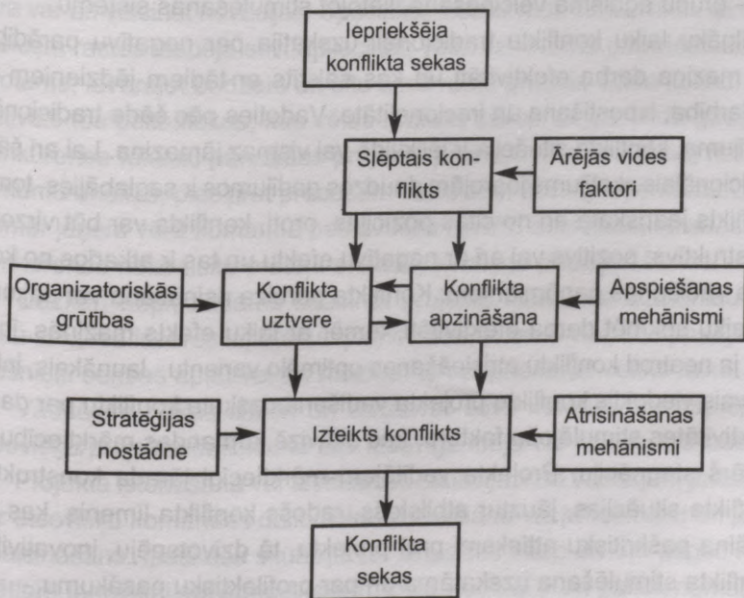 Iepriekšēja
konflikta sekas
Slēptais kon-
flikts
Ārējās vides
faktori
Organizatoriskās
grūtības
Konflikta
uztvere
Konflikta
apzināšana
Apspiešanas
mehānismi
Stratēģijas
nostādne
Izteikts konflikts
Atrisināšanas
mehānismi
Konflikta
sekas